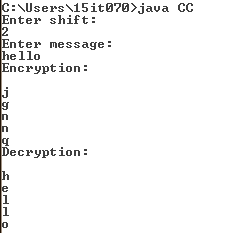 C:\Users\15it070>java CC
Enter shift:
2
Enter message:
hello
Encryption:
j
g
n
n
q
Decryption:
h
e
l
l
o